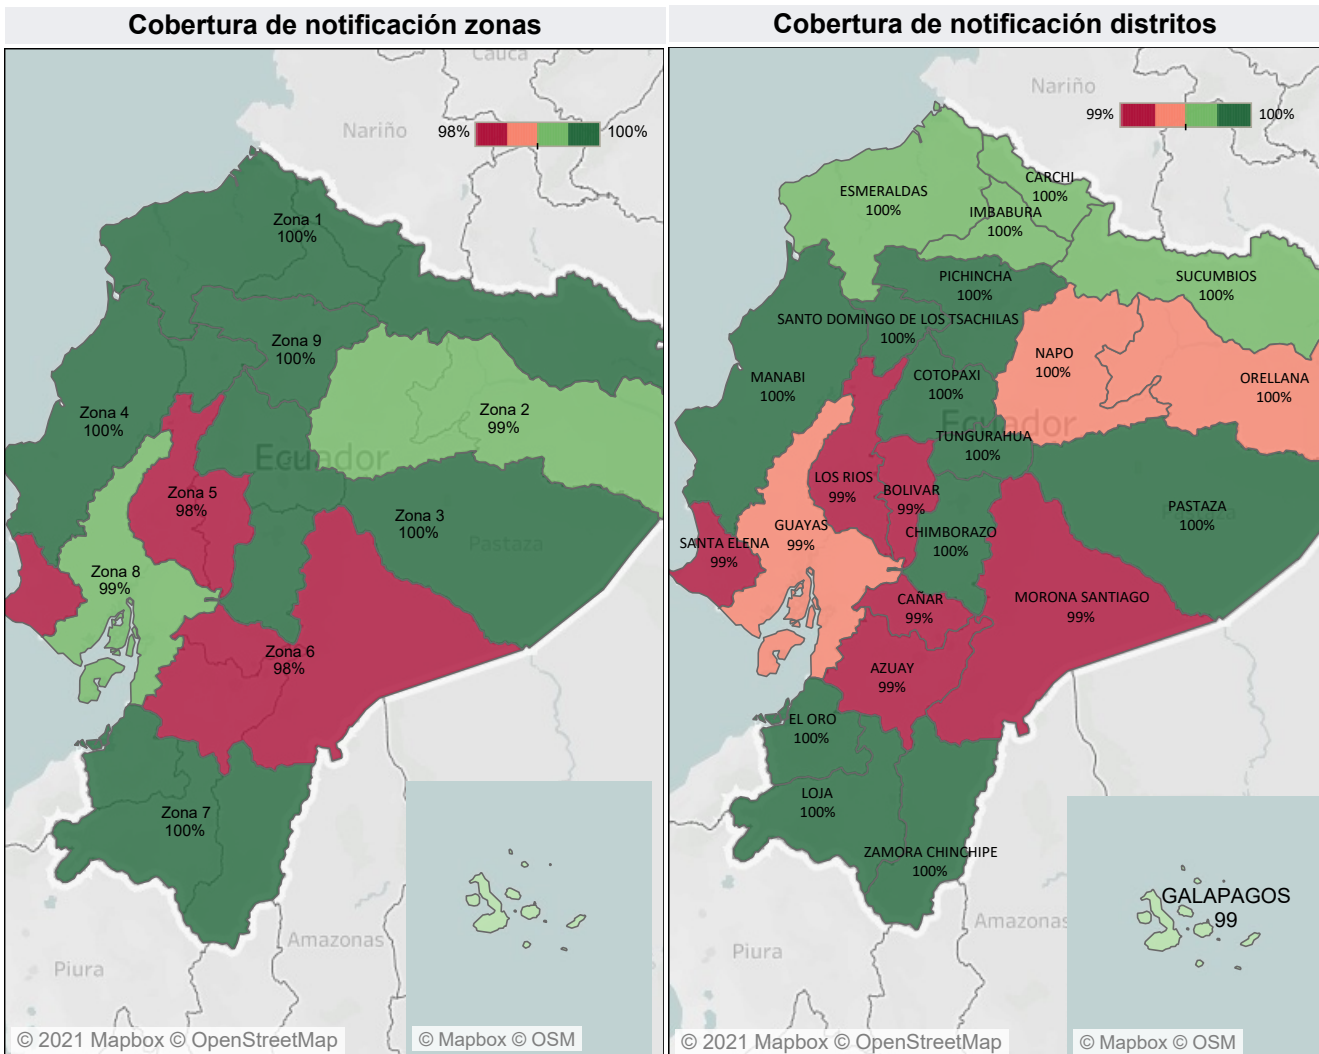 Cobertura de notificación zonas
Cauca
Nariño
98%
100%
Zona 1
100%
Zona 9
100%
Zona 4
100%
Zona 2
99%
Ecuador
Zona 5
98%
Zona 3
100%
Pastaza
Zona 8
99%
Zona 6
98%
Zona 7
100%
Amazonas
Piura
© 2021 Mapbox © OpenStreetMap
© Mapbox © OSM
Cobertura de notificación distritos
Nariño
99%
100%
CARCHI
100%
ESMERALDAS
100%
IMBABURA
100%
SUCUMBIOS
100%
PICHINCHA
100%
SANTO DOMINGO DE LOS TSACHILAS
100%
NAPO
100%
MANABI
100%
COTOPAXI
100%
ORELLANA
100%
Ecuador
TUNGURAHUA
100%
LOS RIOS
99%
BOLIVAR
99%
PASTAZA
100%
GUAYAS
99%
CHIMBORAZO
100%
SANTA ELENA
99%
CAÑAR
99%
MORONA SANTIAGO
99%
AZUAY
99%
EL ORO
100%
LOJA
100%
ZAMORA CHINCHIPE
100%
GALAPAGOS
99
Amazonas
Piura
© 2021 Mapbox © OpenStreetMap
© Mapbox © OSM